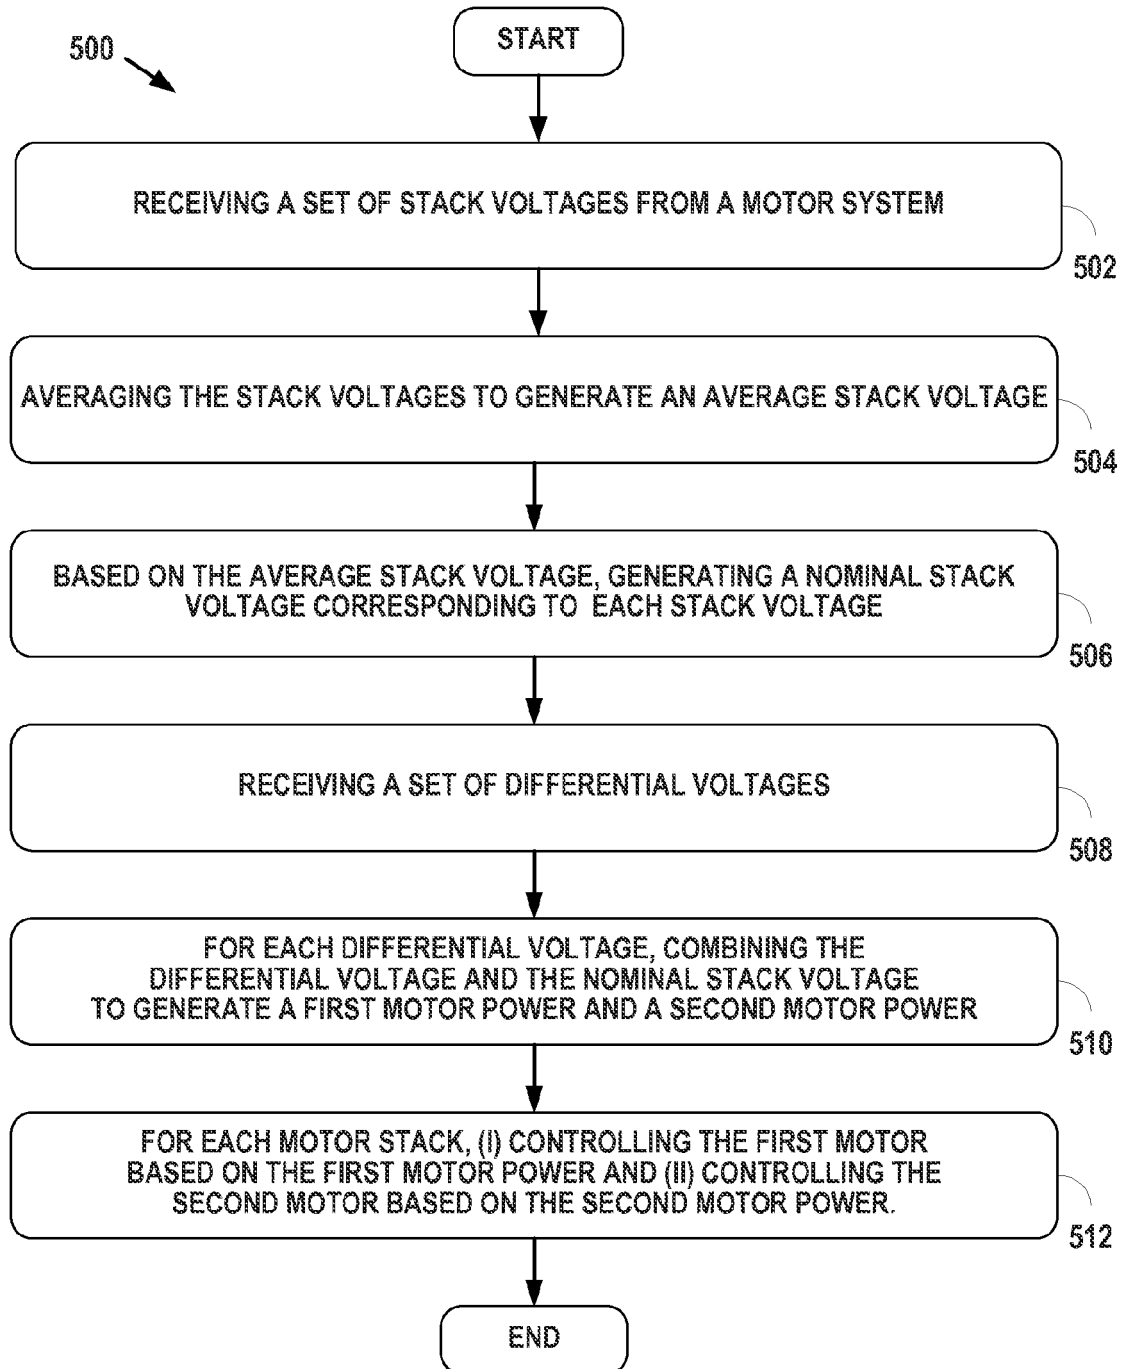 500
START
RECEIVING A SET OF STACK VOLTAGES FROM A MOTOR SYSTEM
502
AVERAGING THE STACK VOLTAGES TO GENERATE AN AVERAGE STACK VOLTAGE
504
BASED ON THE AVERAGE STACK VOLTAGE, GENERATING A NOMINAL STACK
VOLTAGE CORRESPONDING TO EACH STACK VOLTAGE
506
RECEIVING A SET OF DIFFERENTIAL VOLTAGES
508
FOR EACH DIFFERENTIAL VOLTAGE, COMBINING THE
DIFFERENTIAL VOLTAGE AND THE NOMINAL STACK VOLTAGE
TO GENERATE A FIRST MOTOR POWER AND A SECOND MOTOR POWER
510
FOR EACH MOTOR STACK, (I) CONTROLLING THE FIRST MOTOR
BASED ON THE FIRST MOTOR POWER AND (II) CONTROLLING THE
SECOND MOTOR BASED ON THE SECOND MOTOR POWER.
512
END